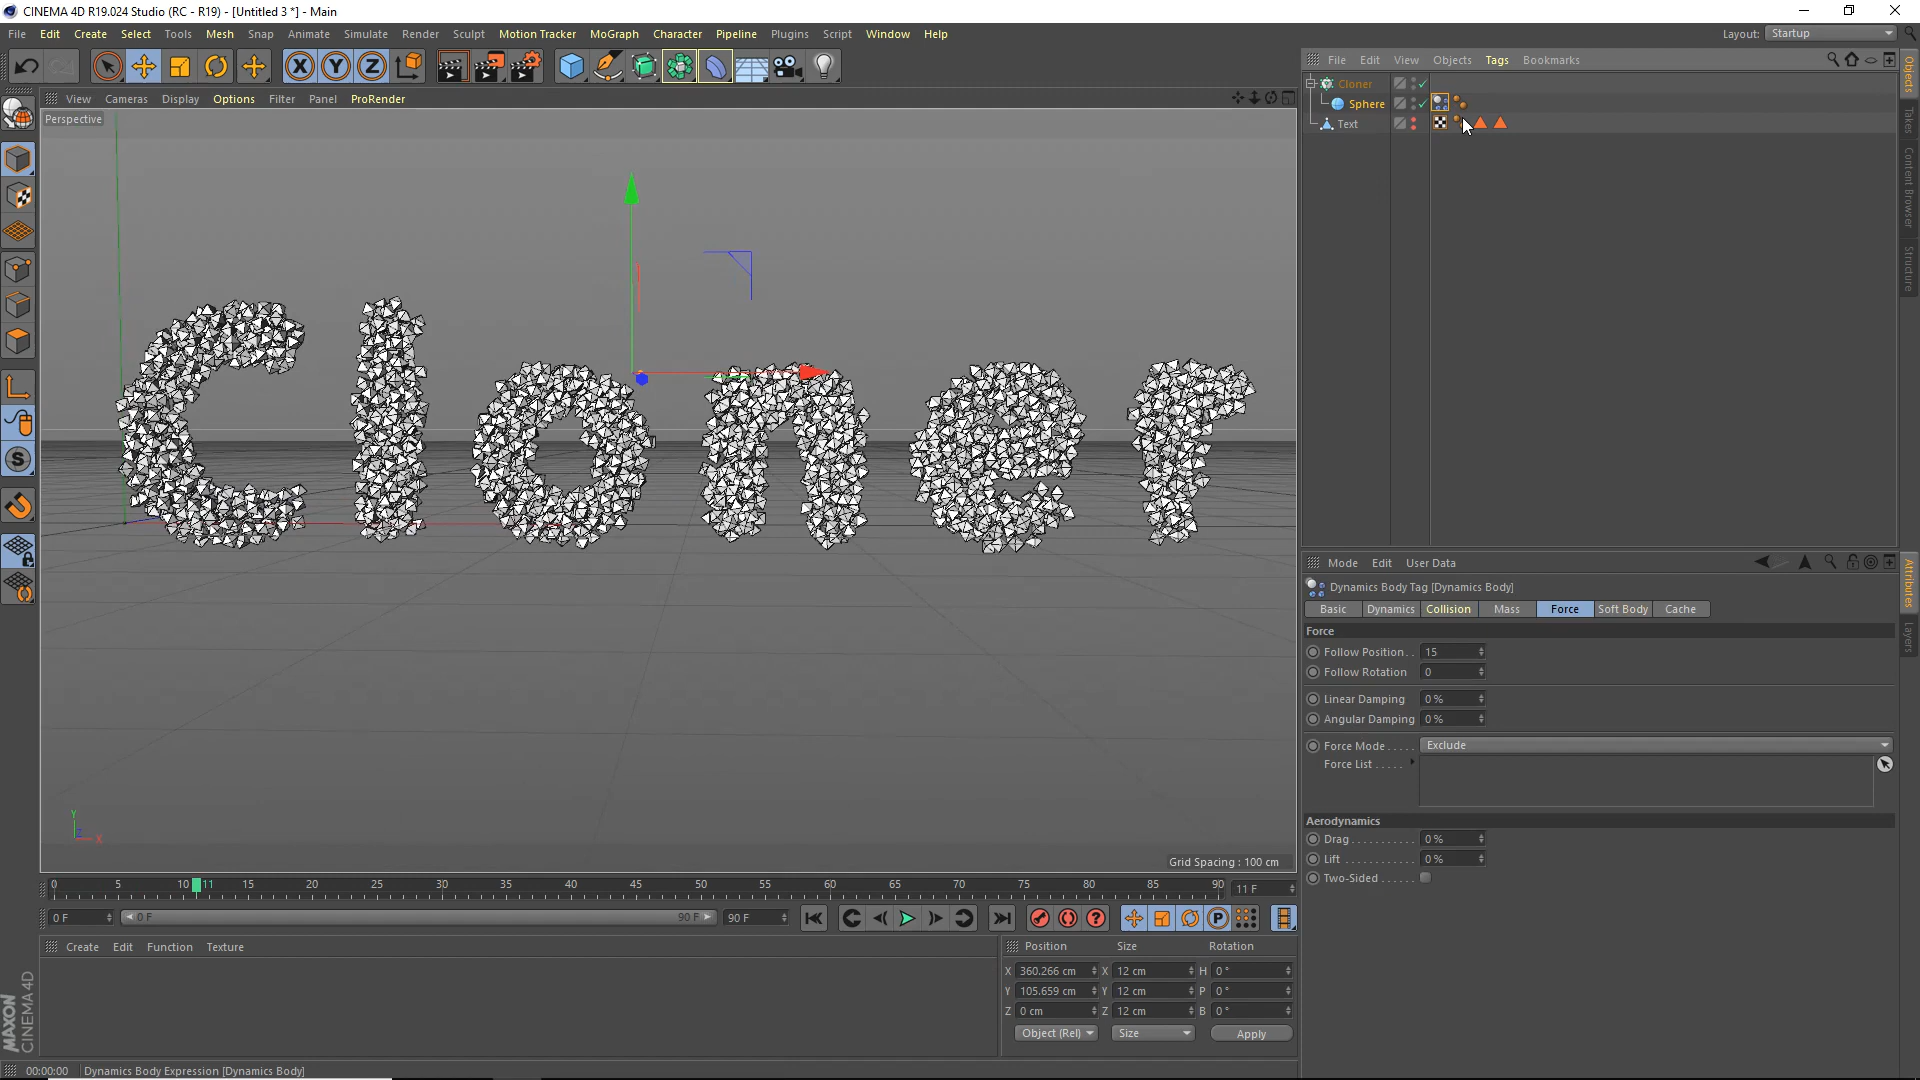 CINEMA 4D R19.024 Studio (RC - R19) - [Untitled 3 *] - Main
File Edit Create Select Tools Mesh Snap Animate Simulate Render Sculpt Motion Tracker MoGraph Character Pipeline Plugins Script Window Help
Layout: Startup
File Edit View Objects Tags Bookmarks
Cloner
Sphere
Text
Objects
Takes
Content Browser
Structure
View Cameras Display Options Filter Panel ProRender
Perspective
Cloner
Y
Z
X
Grid Spacing : 100 cm
Mode Edit User Data
Dynamics Body Tag [Dynamics Body]
Basic Dynamics Collision Mass Force Soft Body Cache
Force
Follow Position . . 15
Follow Rotation 0
Linear Damping 0 %
Angular Damping 0 %
Force Mode . . . . . Exclude
Force List . . . . .
Aerodynamics
Drag . . . . . . . . . . . 0 %
Lift . . . . . . . . . . . . 0 %
Two-Sided . . . . . .
Attributes
Layers
0 5 10 11 15 20 25 30 35 40 45 50 55 60 65 70 75 80 85 90 11 F
0 F 0 F 90 F 90 F
Create Edit Function Texture
Position Size Rotation
X 360.266 cm X 12 cm H 0 °
Y 105.659 cm Y 12 cm P 0 °
Z 0 cm Z 12 cm B 0 °
Object (Rel) Size Apply
MAXON
CINEMA 4D
00:00:00 Dynamics Body Expression [Dynamics Body]